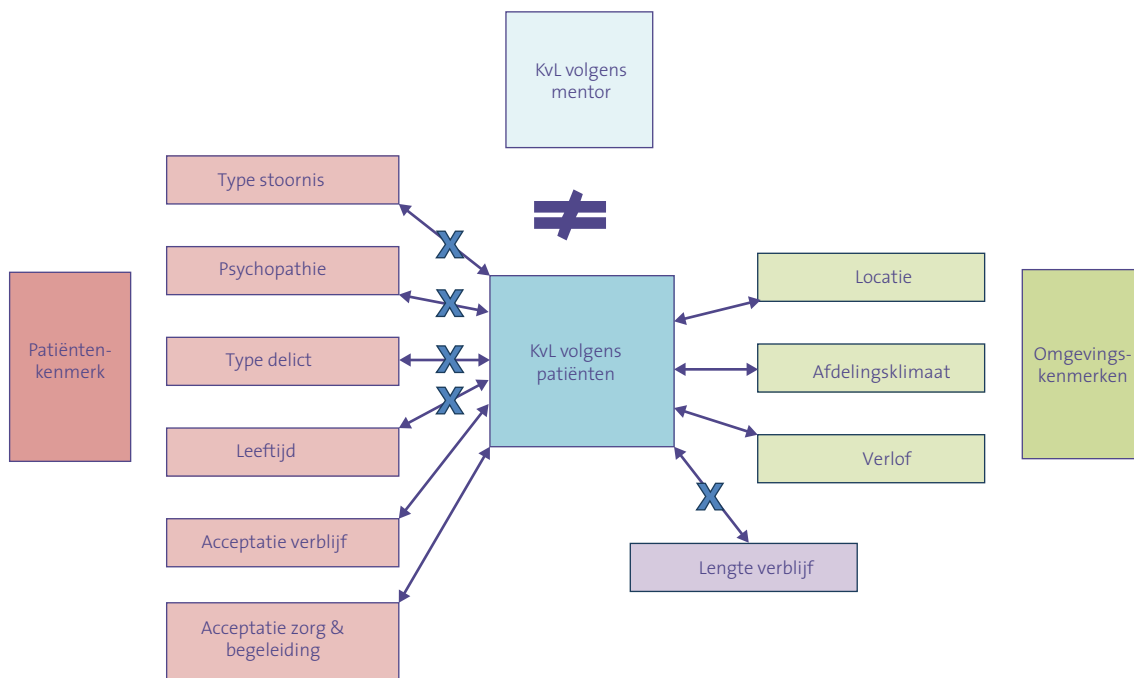 KvL volgens
mentor
Type stoornis
Psychopathie
Type delict
Leeftijd
Acceptatie verblijf
Acceptatie zorg &
begeleiding
Patiënten-
kenmerk
KvL volgens
patiënten
Locatie
Afdelingsklimaat
Verlof
Lengte verblijf
Omgevings-
kenmerken
X
X
X
X
X